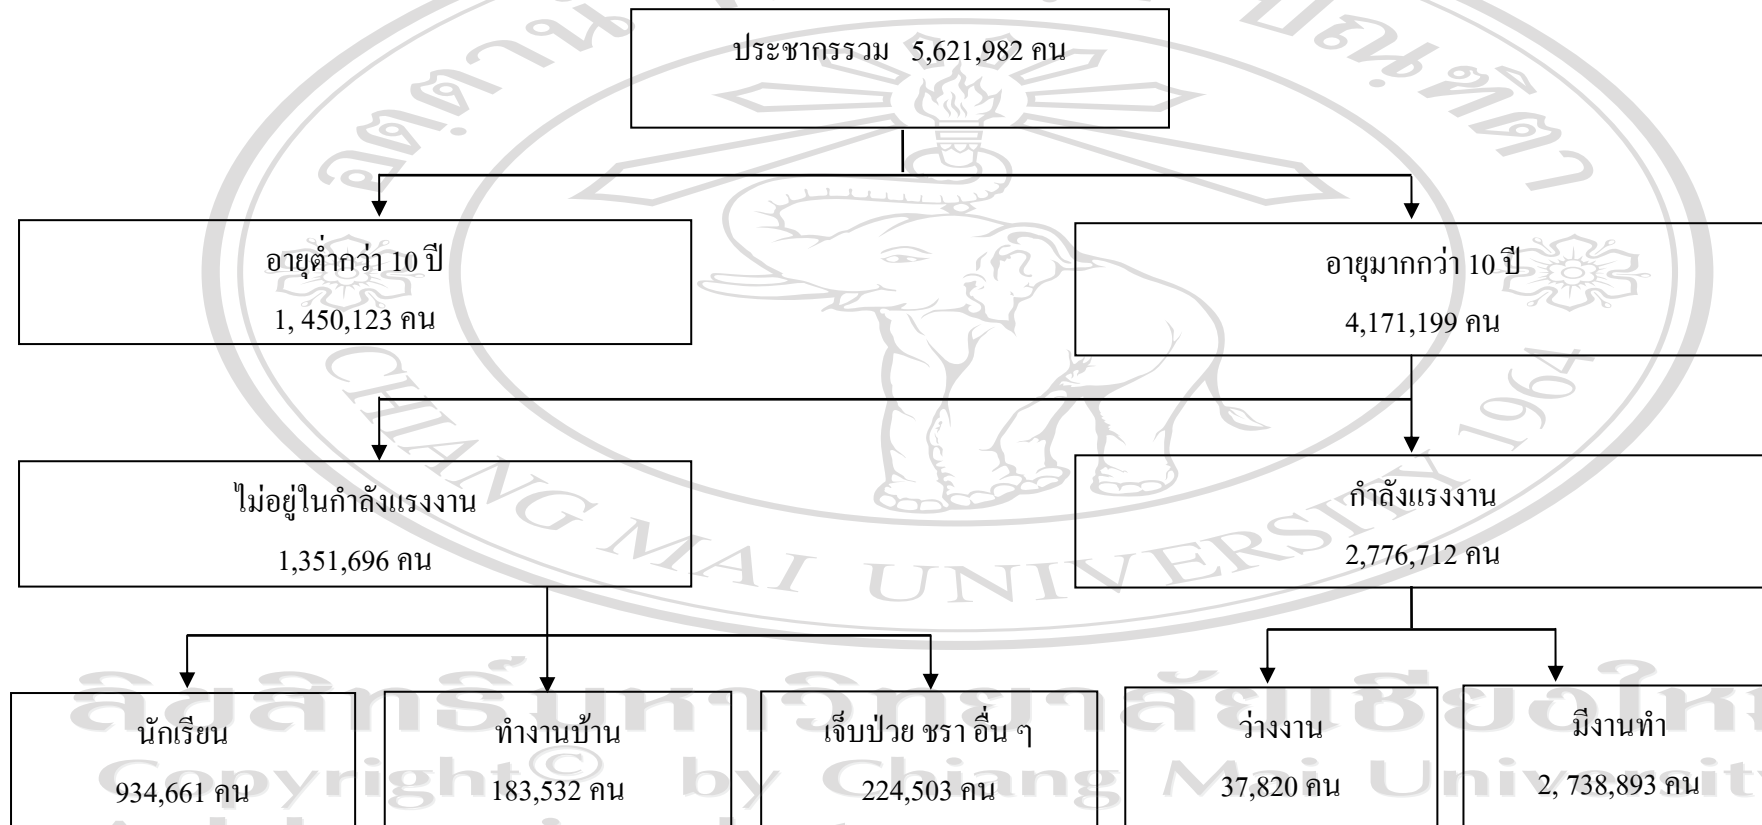 ประชากรรวม 5,621,982 คน
อายุต่ำกว่า 10 ปี
1, 450,123 คน
อายุมากกว่า 10 ปี
4,171,199 คน
ไม่อยู่ในกำลังแรงงาน
1,351,696 คน
กำลังแรงงาน
2,776,712 คน
นักเรียน
934,661 คน
ทำงานบ้าน
183,532 คน
เจ็บป่วย ชรา อื่น ๆ
224,503 คน
ว่างงาน
37,820 คน
มีงานทำ
2, 738,893 คน
CHIANG MAI UNIVERSITY 1964
Copyright© by Chiang Mai Universit